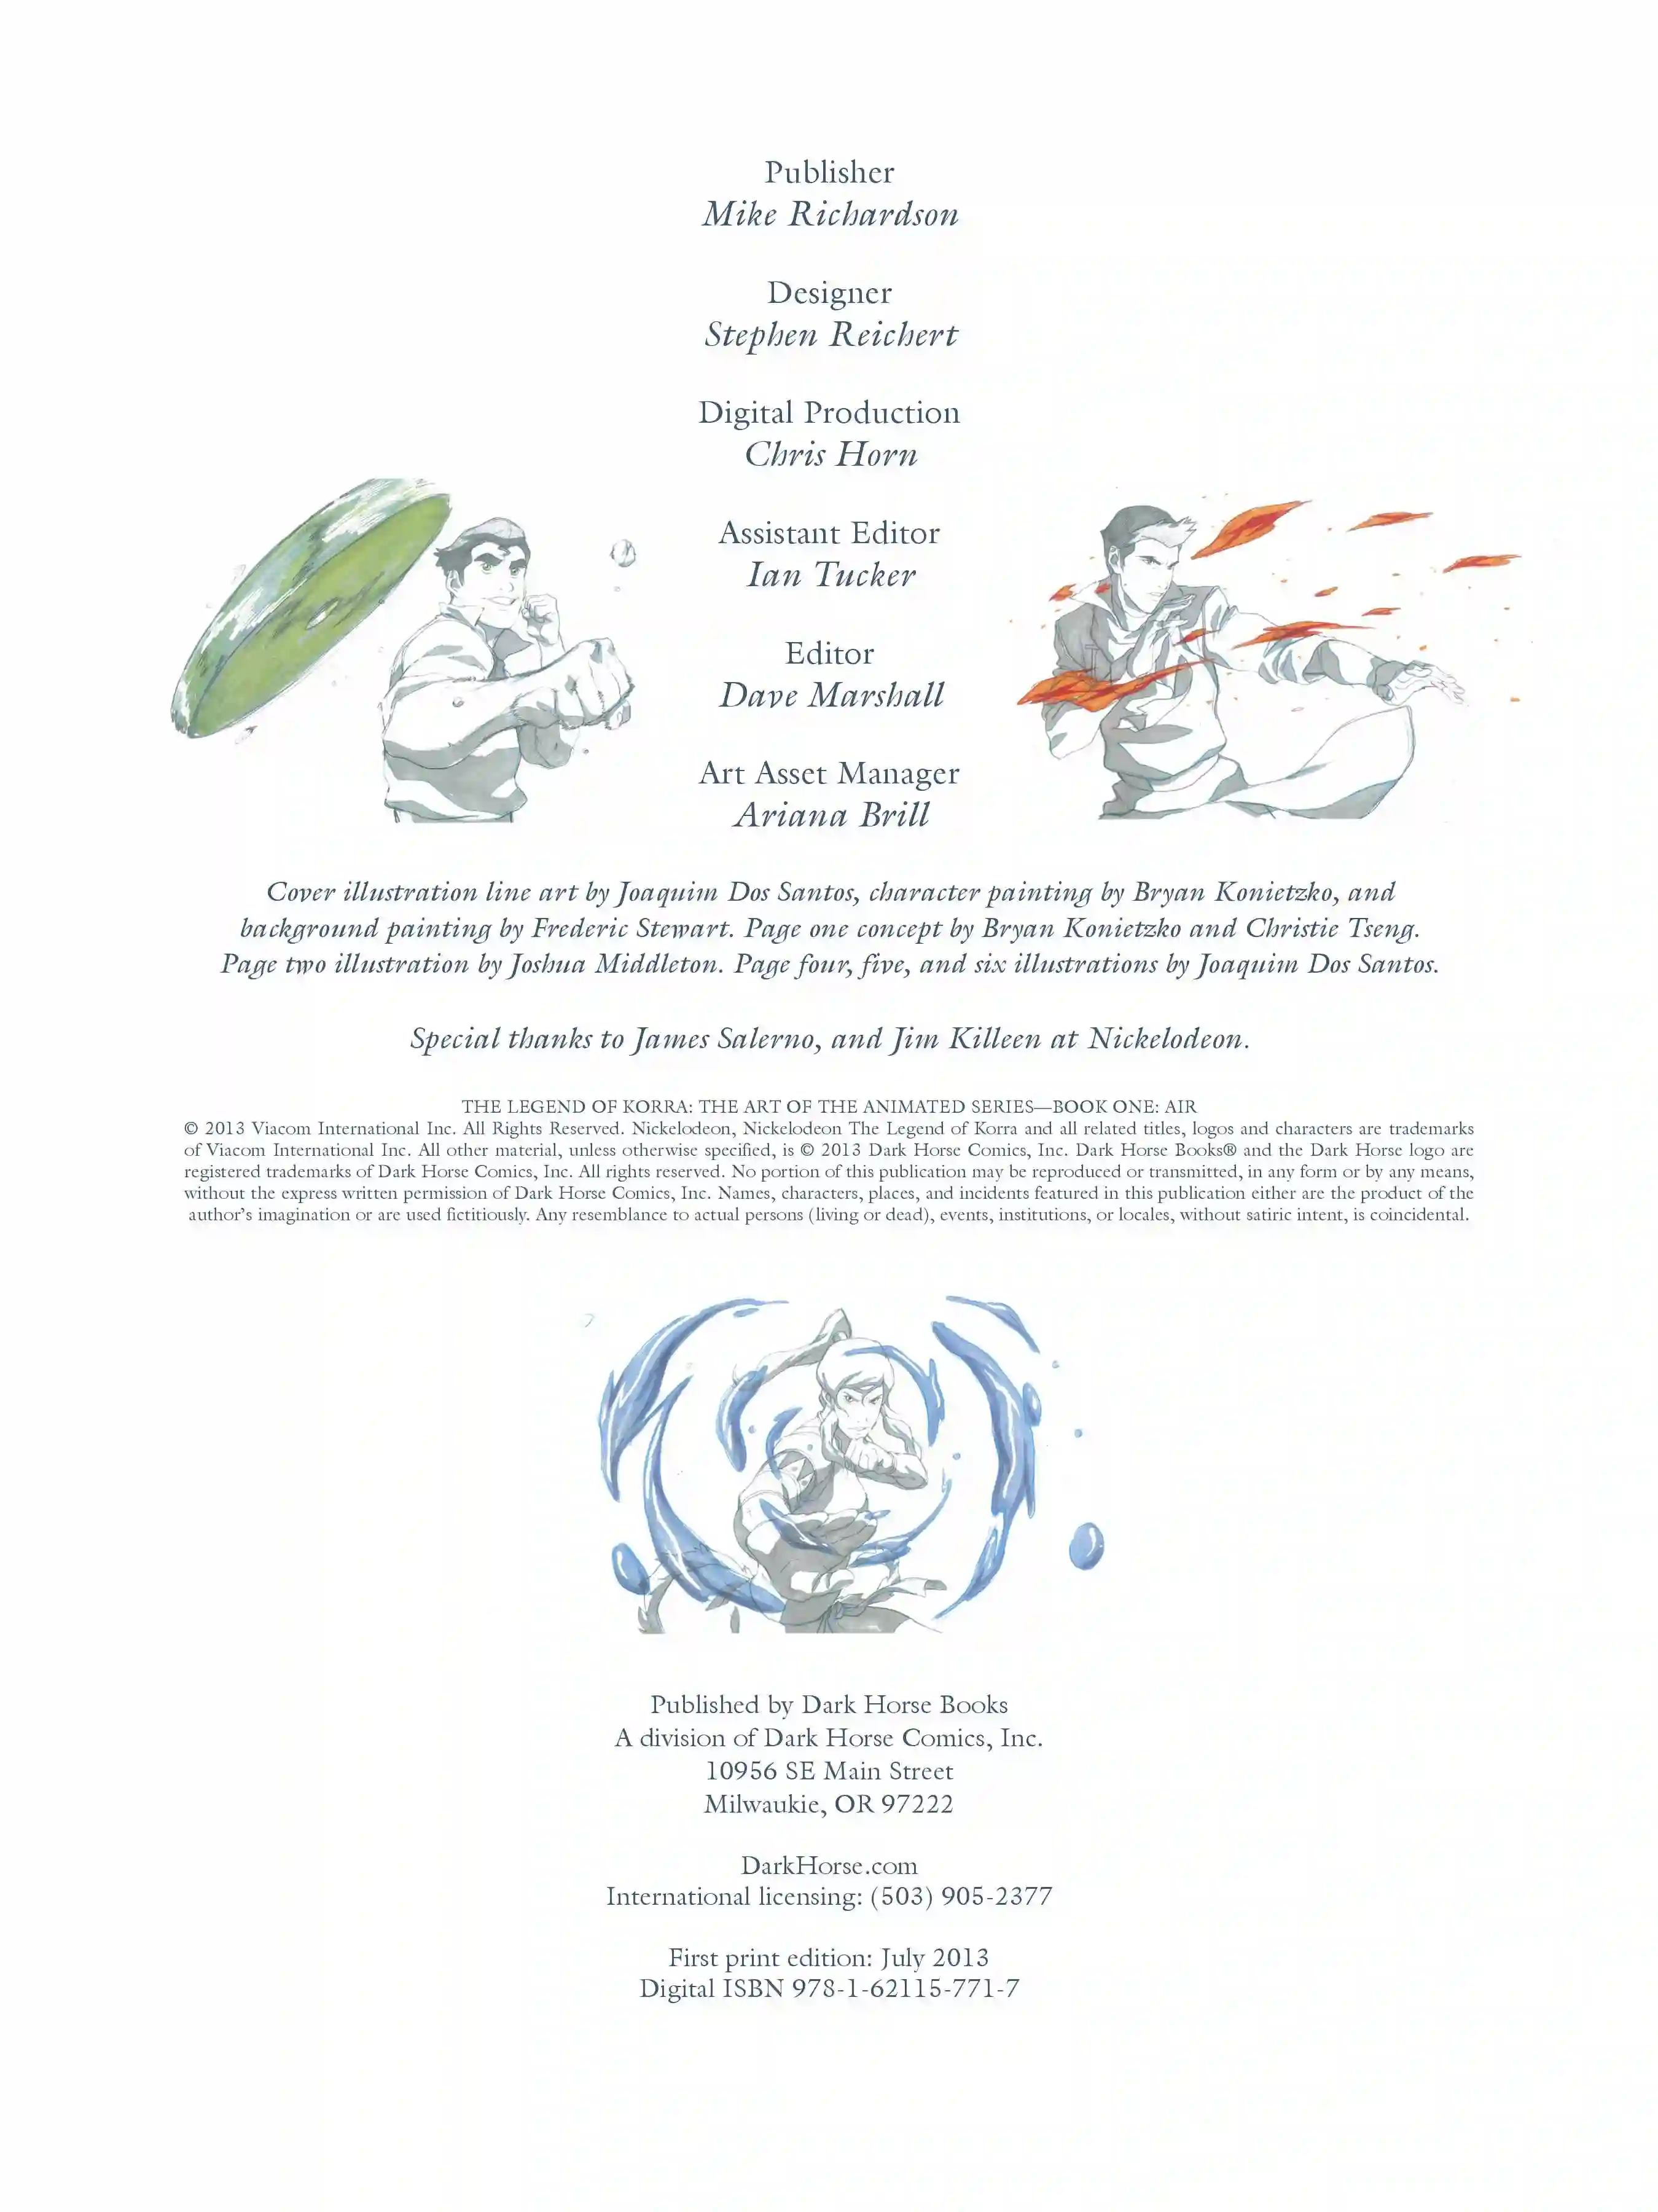 Publisher
Mike Richardson
Designer
Stephen Reichert
Digital Production
Chris Horn
Assistant Editor
Ian Tucker
Editor
Dave Marshall
Art Asset Manager
Ariana Brill
Cover illustration line art by Joaquim Dos Santos, character painting by Bryan Konietzko, and
background painting by Frederic Stewart. Page one concept by Bryan Konietzko and Christie Tseng.
Page two illustration by Joshua Middleton. Page four, five, and six illustrations by Joaquim Dos Santos.
Special thanks to James Salerno, and Jim Killeen at Nickelodeon.
THE LEGEND OF KORRA: THE ART OF THE ANIMATED SERIES—BOOK ONE: AIR
© 2013 Viacom International Inc. All Rights Reserved. Nickelodeon, Nickelodeon The Legend of Korra and all related titles, logos and characters are trademarks
of Viacom International Inc. All other material, unless otherwise specified, is © 2013 Dark Horse Comics, Inc. Dark Horse Books® and the Dark Horse logo are
registered trademarks of Dark Horse Comics, Inc. All rights reserved. No portion of this publication may be reproduced or transmitted, in any form or by any means,
without the express written permission of Dark Horse Comics, Inc. Names, characters, places, and incidents featured in this publication either are the product of the
author's imagination or are used fictitiously. Any resemblance to actual persons (living or dead), events, institutions, or locales, without satiric intent, is coincidental.
Published by Dark Horse Books
A division of Dark Horse Comics, Inc.
10956 SE Main Street
Milwaukie, OR 97222
DarkHorse.com
International licensing: (503) 905-2377
First print edition: July 2013
Digital ISBN 978-1-62115-771-7